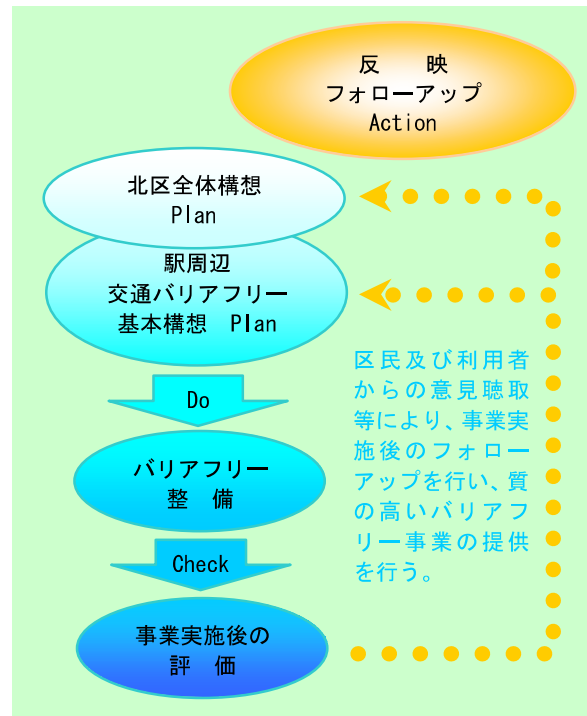 反　映
フォローアップ
Action
北区全体構想
Plan
駅周辺
交通バリアフリー
基本構想　Plan
Do
バリアフリー
整　備
Check
事業実施後の
評　価
区民及び利用者
からの意見聴取
等により、事業実
施後のフォロー
アップを行い、質
の高いバリアフ
リー事業の提供
を行う。